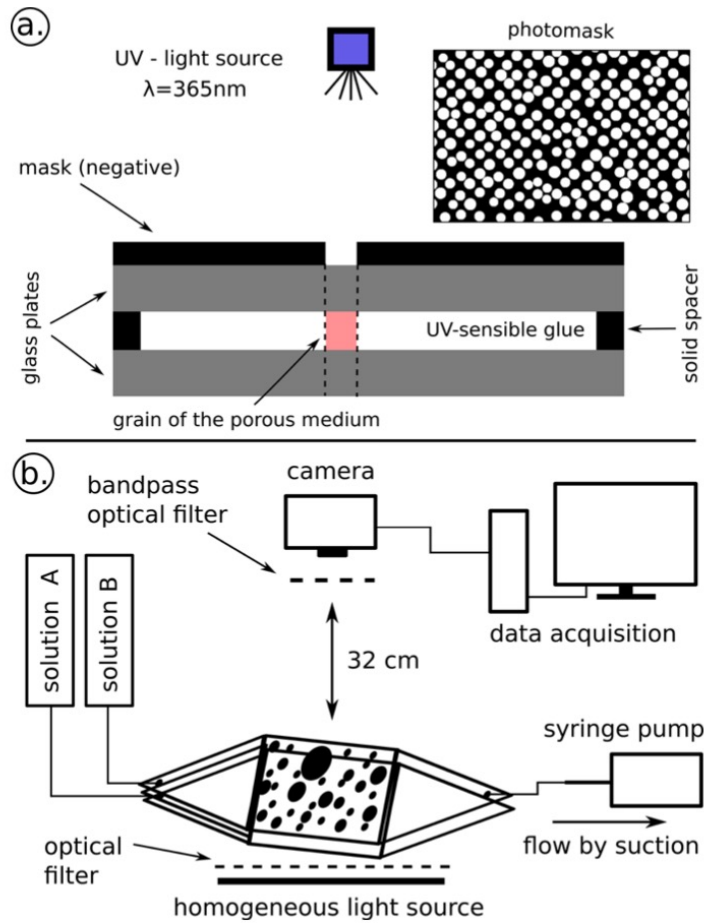 a.
UV - light source
λ=365nm
photomask
mask (negative)
glass plates
UV-sensible glue
solid spacer
grain of the porous medium
b.
camera
bandpass
optical filter
solution A
solution B
data acquisition
32 cm
syringe pump
flow by suction
optical
filter
homogeneous light source